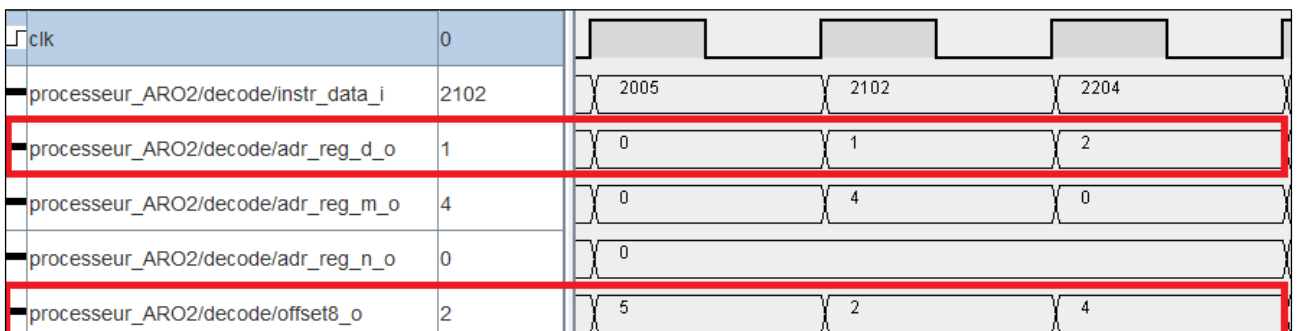 clk 0
processeur_ARO2/decode/instr_data_i 2102 2005 2102 2204
processeur_ARO2/decode/adr_reg_d_o 1 0 1 2
processeur_ARO2/decode/adr_reg_m_o 4 0 4 0
processeur_ARO2/decode/adr_reg_n_o 0 0
processeur_ARO2/decode/offset8_o 2 5 2 4